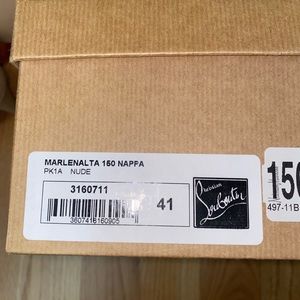 MARLENALTA 150 NAPPA
PK1A NUDE
3160711
41
Christian
Louboutin
150
497-11B